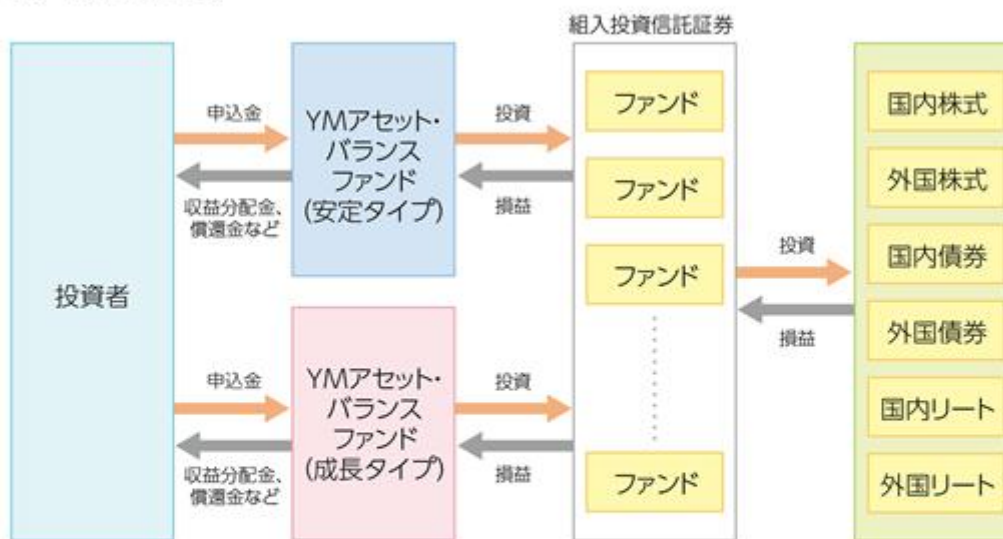 組入投資信託証券
投資者
申込金
収益分配金、
償還金など
YMアセット・
バランス
ファンド
(安定タイプ)
投資
損益
申込金
収益分配金、
償還金など
YMアセット・
バランス
ファンド
(成長タイプ)
投資
損益
ファンド
ファンド
ファンド
ファンド
投資
損益
国内株式
外国株式
国内債券
外国債券
国内リート
外国リート